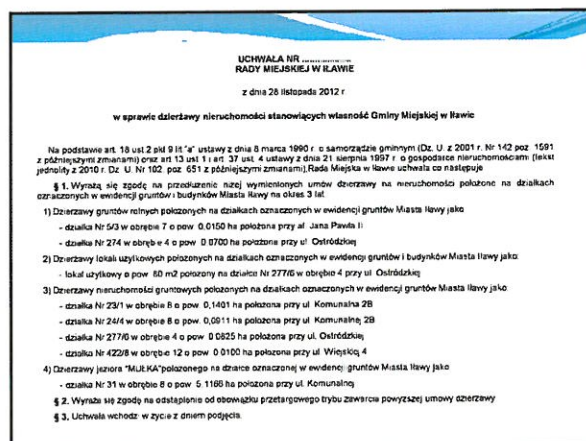 UCHWAŁA NR ................
RADY MIEJSKIEJ W IŁAWIE
z dnia 28 listopada 2012 r
w sprawie dzierżawy nieruchomości stanowiących własność Gminy Miejskiej w Iławie
Na podstawie art. 18 ust 2 pkt 9 lit "a" ustawy z dnia 8 marca 1990 r. o samorządzie gminnym (Dz. U. z 2001 r. Nr 142 poz 1591
z późniejszymi zmianami) oraz art 13 ust 1 i art 37 ust. 4 ustawy z dnia 21 sierpnia 1997 r o gospodarce nieruchomościami (tekst
jednolity z 2010 r. Dz U. Nr 102 poz 651 z późniejszymi zmianami),Rada Miejska w Iławie uchwala co następuje
§ 1. Wyraża się zgodę na przedłużenie niżej wymienionych umów dzierżawy na nieruchomości położone na działkach
oznaczonych w ewidencji gruntów i budynków Miasta Iławy na okres 3 lat
1) Dzierżawy gruntów rolnych położonych na działkach oznaczonych w ewidencji gruntów Miasta Iławy jako
- działka Nr 5/3 w obrębie 7 o pow 0,0150 ha położona przy al Jana Pawła II
- działka Nr 274 w obrębie 4 o pow 0 0700 ha położona przy ul Ostródzkiej
2) Dzierżawy lokali użytkowych położonych na działkach oznaczonych w ewidencji gruntów i budynków Miasta Iławy jako:
- lokal użytkowy o pow 60 m2 położony na działce Nr 277/6 w obrębie 4 przy ul Ostródzkiej
3) Dzierżawy nieruchomości gruntowych położonych na działkach oznaczonych w ewidencji gruntów Miasta Iławy jako
- działka Nr 23/1 w obrębie 8 o pow. 0,1401 ha położona przy ul Komunalna 2B
- działka Nr 24/4 w obrębie 8 o pow 0,0911 ha położona przy ul Komunalnej 2B
- działka Nr 277/6 w obrębie 4 o pow 0 0825 ha położona przy ul. Ostródzkiej
- działka Nr 422/8 w obrębie 12 o pow 0 0100 ha położona przy ul Wiejskiej 4
4) Dzierżawy jeziora "MUŁKA"położonego na działce oznaczonej w ewidencji gruntów Miasta Iławy jako
- działka Nr 31 w obrębie 8 o pow 5,1166 ha położona przy ul. Komunalnej
§ 2. Wyraża się zgodę na odstąpienie od obowiązku przetargowego trybu zawarcia powyższej umowy dzierżawy
§ 3. Uchwała wchodzi w życie z dniem podjęcia.